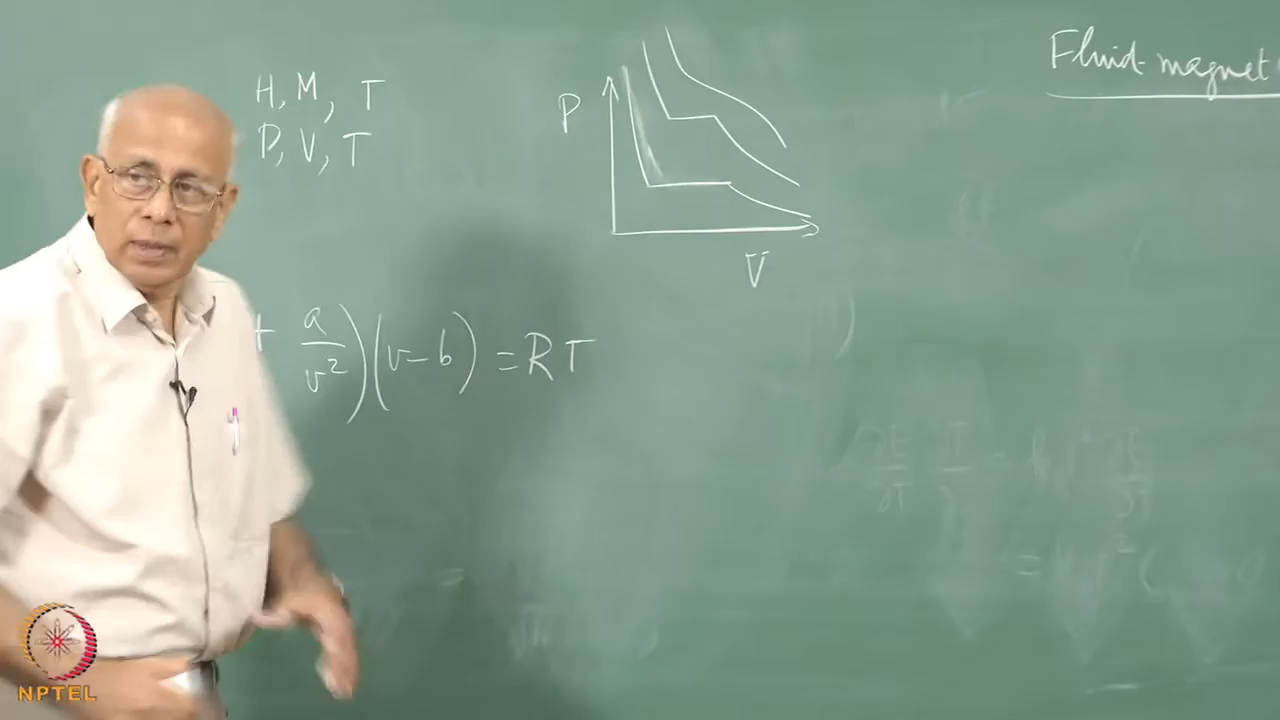 H, M, T
P, V, T
P
V
Fluid-magnet
+ a/v²)(v-b) = RT
NPTEL